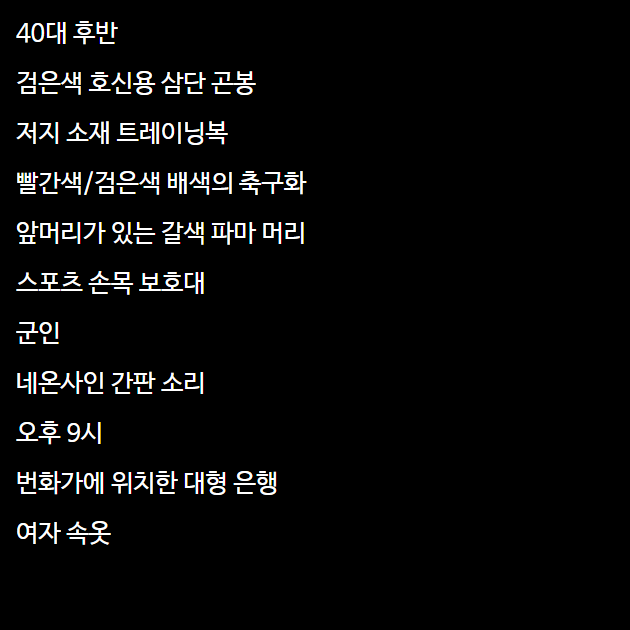 40대 후반
검은색 호신용 삼단 곤봉
저지 소재 트레이닝복
빨간색/검은색 배색의 축구화
앞머리가 있는 갈색 파마 머리
스포츠 손목 보호대
군인
네온사인 간판 소리
오후 9시
번화가에 위치한 대형 은행
여자 속옷